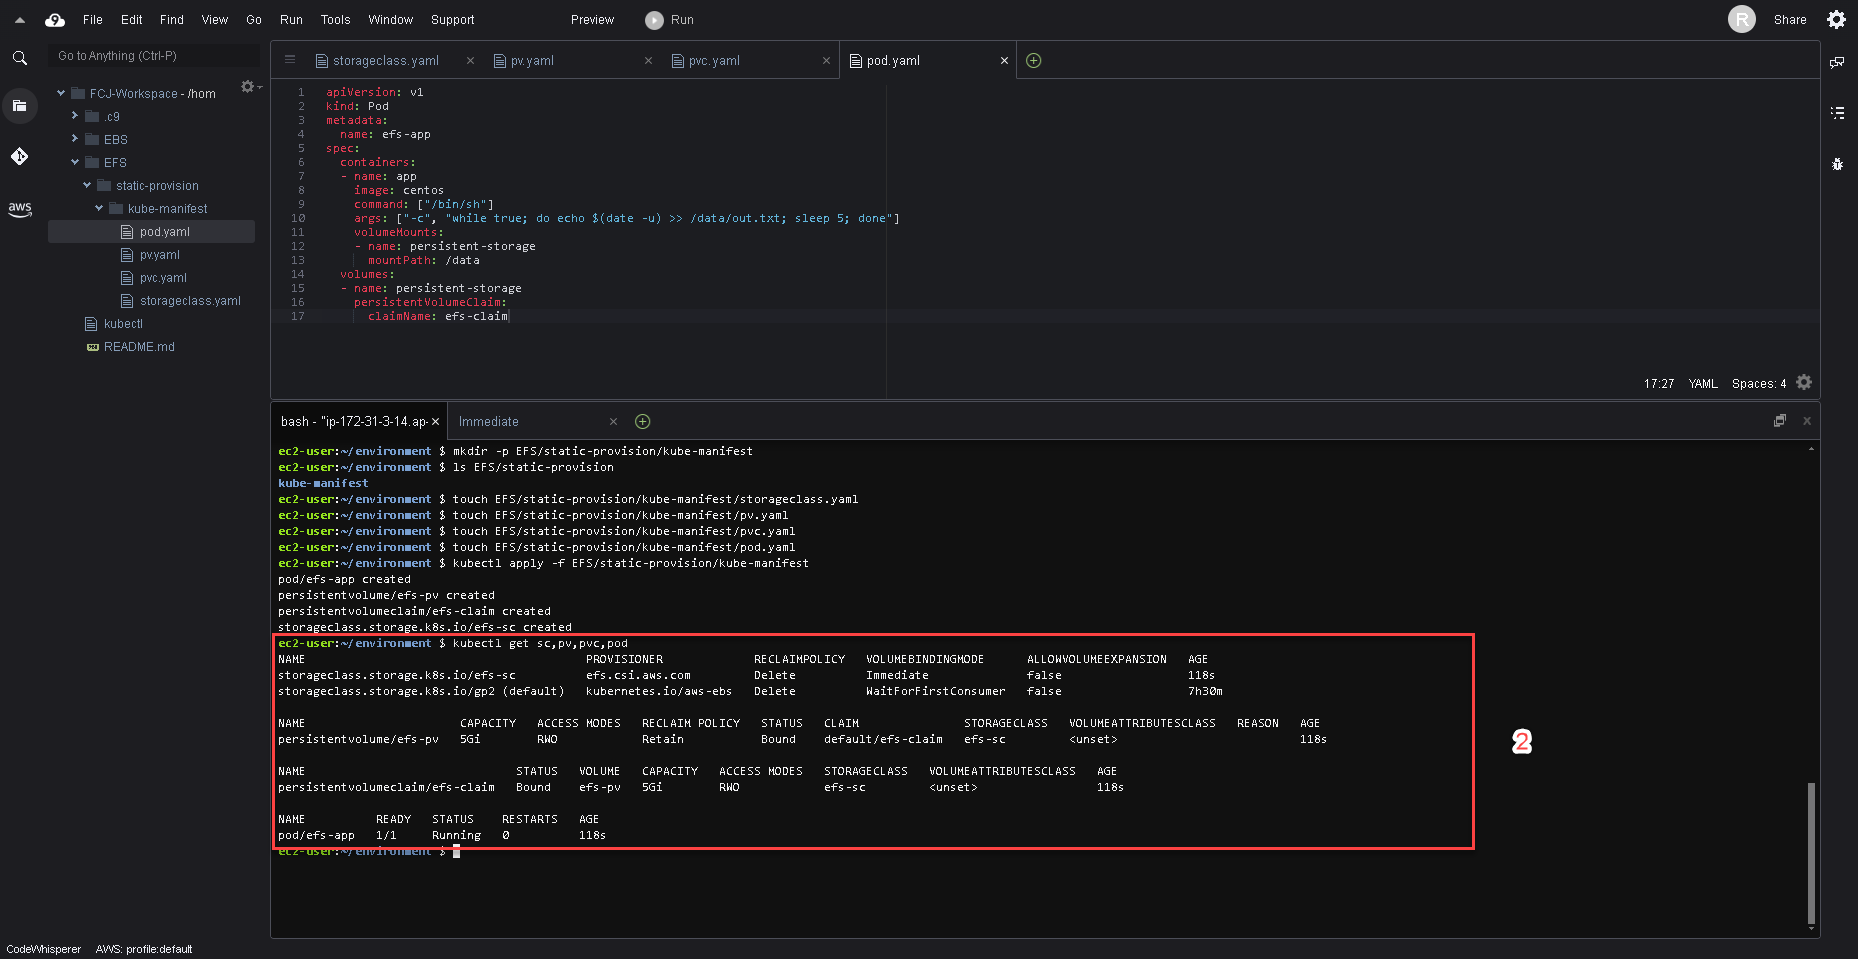 File Edit Find View Go Run Tools Window Support Preview Run R Share
Go to Anything (Ctrl-P)
FCJ-Workspace - /hom
.c9
EBS
EFS
static-provision
kube-manifest
pod.yaml
pv.yaml
pvc.yaml
storageclass.yaml
kubectl
README.md
aws
storageclass.yaml pv.yaml pvc.yaml pod.yaml
1 apiVersion: v1
2 kind: Pod
3 metadata:
4 name: efs-app
5 spec:
6 containers:
7 - name: app
8 image: centos
9 command: ["/bin/sh"]
10 args: ["-c", "while true; do echo $(date -u) >> /data/out.txt; sleep 5; done"]
11 volumeMounts:
12 - name: persistent-storage
13 mountPath: /data
14 volumes:
15 - name: persistent-storage
16 persistentVolumeClaim:
17 claimName: efs-claim
17:27 YAML Spaces: 4
bash - "ip-172-31-3-14.ap- Immediate
ec2-user:~/environment $ mkdir -p EFS/static-provision/kube-manifest
ec2-user:~/environment $ ls EFS/static-provision
kube-manifest
ec2-user:~/environment $ touch EFS/static-provision/kube-manifest/storageclass.yaml
ec2-user:~/environment $ touch EFS/static-provision/kube-manifest/pv.yaml
ec2-user:~/environment $ touch EFS/static-provision/kube-manifest/pvc.yaml
ec2-user:~/environment $ touch EFS/static-provision/kube-manifest/pod.yaml
ec2-user:~/environment $ kubectl apply -f EFS/static-provision/kube-manifest
pod/efs-app created
persistentvolume/efs-pv created
persistentvolumeclaim/efs-claim created
storageclass.storage.k8s.io/efs-sc created
ec2-user:~/environment $ kubectl get sc,pv,pvc,pod
NAME PROVISIONER RECLAIMPOLICY VOLUMEBINDINGMODE ALLOWVOLUMEEXPANSION AGE
storageclass.storage.k8s.io/efs-sc efs.csi.aws.com Delete Immediate false 118s
storageclass.storage.k8s.io/gp2 (default) kubernetes.io/aws-ebs Delete WaitForFirstConsumer false 7h30m
NAME CAPACITY ACCESS MODES RECLAIM POLICY STATUS CLAIM STORAGECLASS VOLUMEATTRIBUTESCLASS REASON AGE
persistentvolume/efs-pv 5Gi RWO Retain Bound default/efs-claim efs-sc <unset> 118s
NAME STATUS VOLUME CAPACITY ACCESS MODES STORAGECLASS VOLUMEATTRIBUTESCLASS AGE
persistentvolumeclaim/efs-claim Bound efs-pv 5Gi RWO efs-sc <unset> 118s
NAME READY STATUS RESTARTS AGE
pod/efs-app 1/1 Running 0 118s
ec2-user:~/environment $
2
CodeWhisperer AWS: profile:default